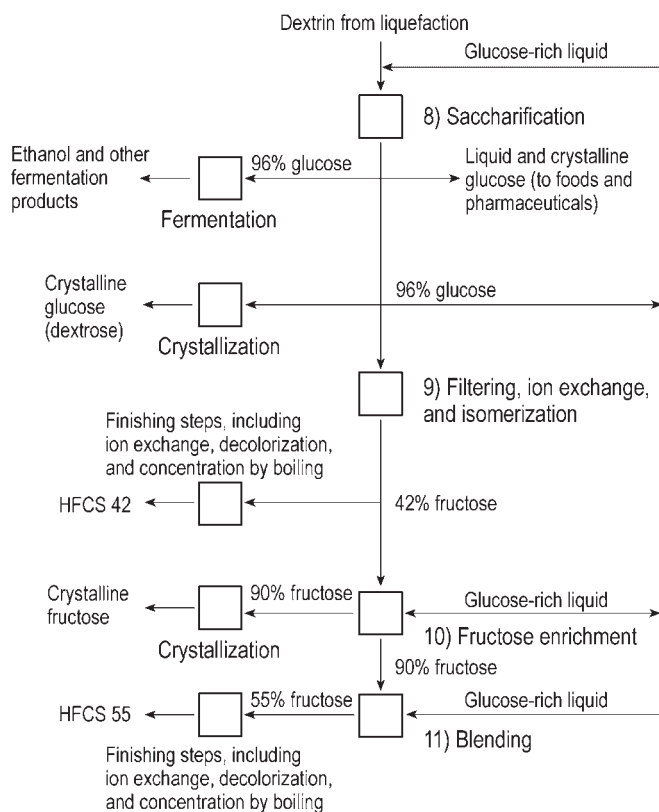 Dextrin from liquefaction
Glucose-rich liquid
8) Saccharification
Ethanol and other
fermentation
products
96% glucose
Fermentation
Liquid and crystalline
glucose (to foods and
pharmaceuticals)
Crystalline
glucose
(dextrose)
Crystallization
96% glucose
9) Filtering, ion exchange,
and isomerization
Finishing steps, including
ion exchange, decolorization,
and concentration by boiling
HFCS 42
42% fructose
Crystalline
fructose
90% fructose
Crystallization
Glucose-rich liquid
10) Fructose enrichment
90% fructose
HFCS 55
55% fructose
Glucose-rich liquid
11) Blending
Finishing steps, including
ion exchange, decolorization,
and concentration by boiling